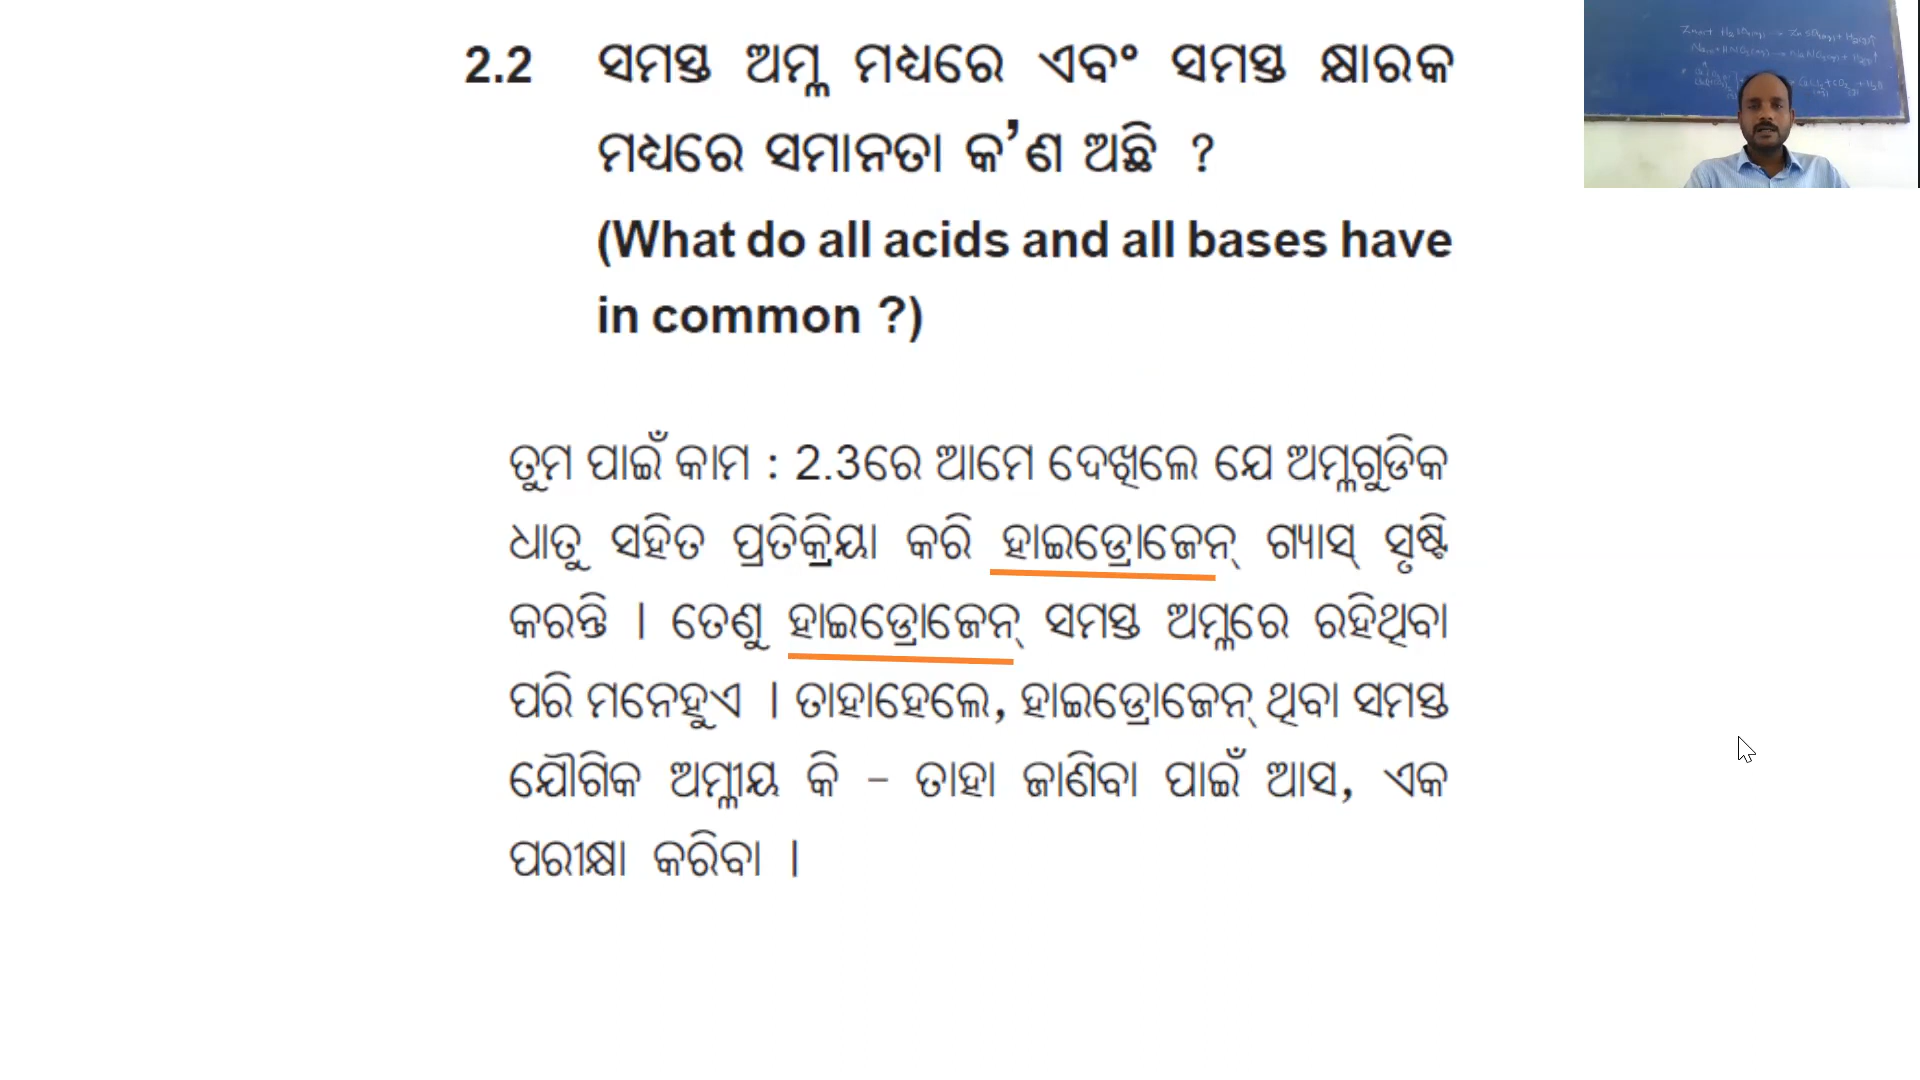 2.2 ସମସ୍ତ ଅମ୍ଳ ମଧ୍ୟରେ ଏବଂ ସମସ୍ତ କ୍ଷାରକ
ମଧ୍ୟରେ ସମାନତା କ’ଣ ଅଛି ?
(What do all acids and all bases have
in common ?)
ତୁମ ପାଇଁ କାମ : 2.3ରେ ଆମେ ଦେଖିଲେ ଯେ ଅମ୍ଳଗୁଡିକ
ଧାତୁ ସହିତ ପ୍ରତିକ୍ରିୟା କରି ହାଇଡ୍ରୋଜେନ୍ ଗ୍ୟାସ୍ ସୃଷ୍ଟି
କରନ୍ତି । ତେଣୁ ହାଇଡ୍ରୋଜେନ୍ ସମସ୍ତ ଅମ୍ଳରେ ରହିଥିବା
ପରି ମନେହୁଏ । ତାହାହେଲେ, ହାଇଡ୍ରୋଜେନ୍ ଥିବା ସମସ୍ତ
ଯୌଗିକ ଅମ୍ଳୀୟ କି – ତାହା ଜାଣିବା ପାଇଁ ଆସ, ଏକ
ପରୀକ୍ଷା କରିବା ।